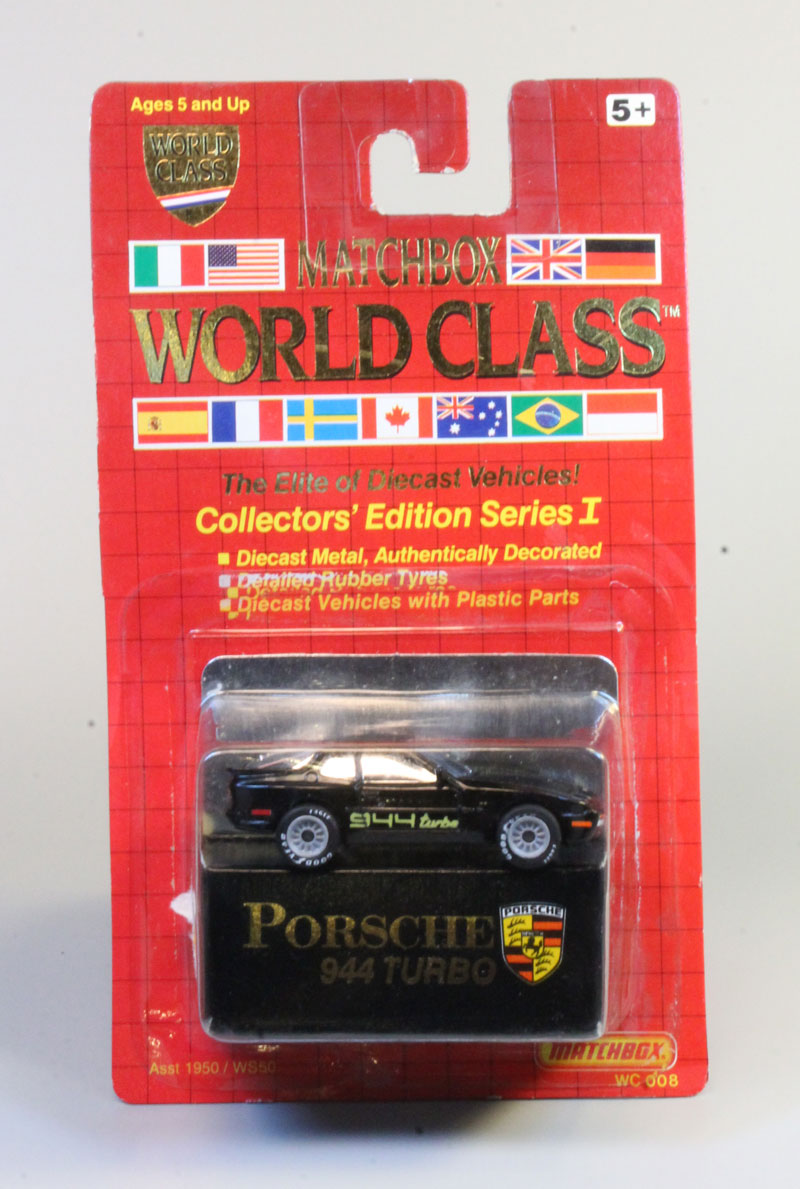 Ages 5 and Up
5+
WORLD
CLASS
MATCHBOX
WORLD CLASS™
The Elite of Diecast Vehicles!
Collectors' Edition Series I
Diecast Metal, Authentically Decorated
Detailed Rubber Tyres
Diecast Vehicles with Plastic Parts
944 turbo
GOODYEAR
GOODYEAR
PORSCHE
944 TURBO
PORSCHE
MATCHBOX
Asst 1950 / WS50
WC 008